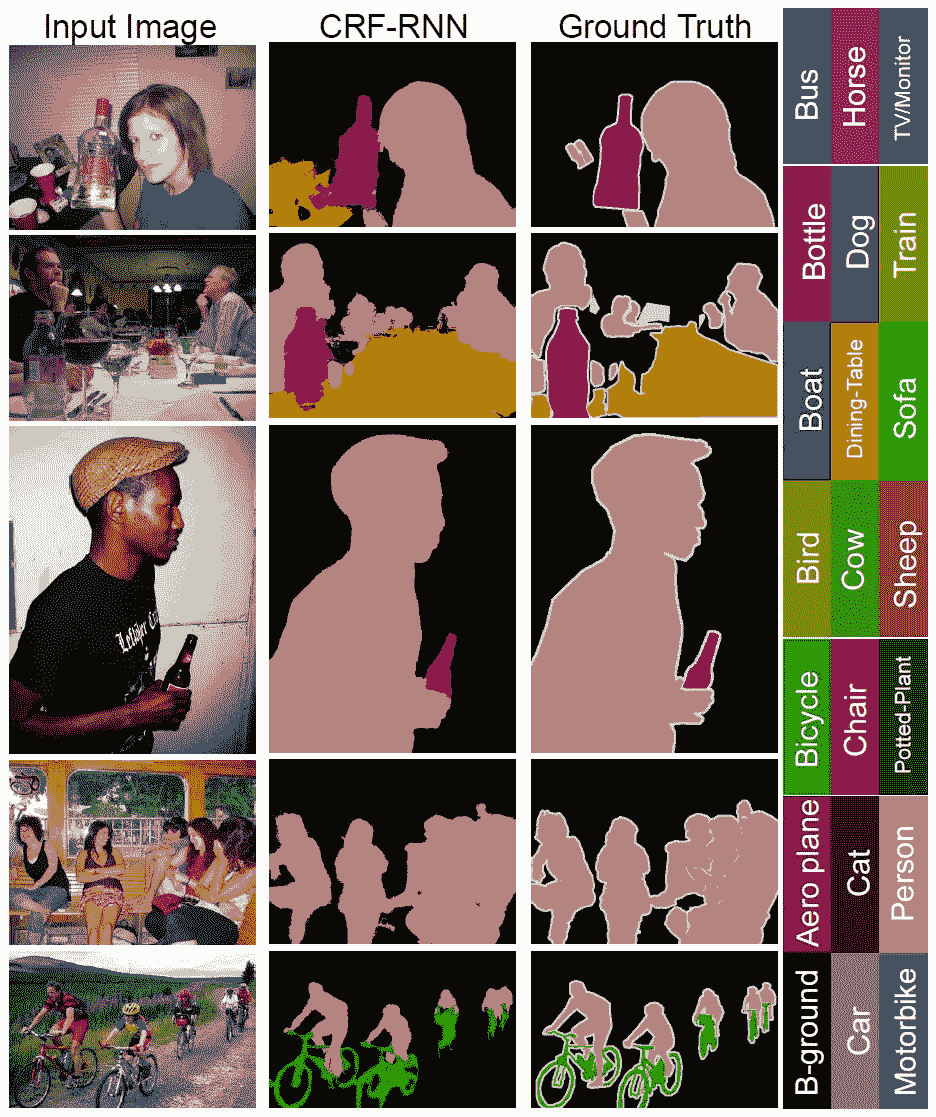 Input Image
CRF-RNN
Ground Truth
Bus
Horse
TV/Monitor
Bottle
Dog
Train
Boat
Dining-Table
Sofa
Bird
Cow
Sheep
Bicycle
Chair
Potted-Plant
Aero plane
Cat
Person
B-ground
Car
Motorbike